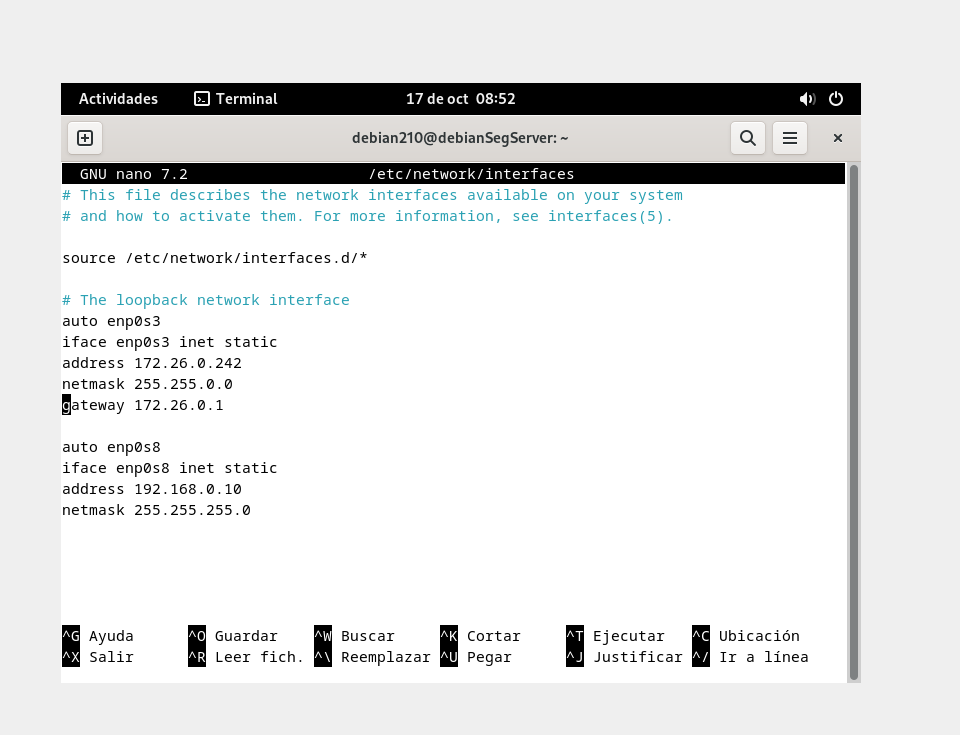 Actividades Terminal 17 de oct 08:52
debian210@debianSegServer: ~
GNU nano 7.2 /etc/network/interfaces
# This file describes the network interfaces available on your system
# and how to activate them. For more information, see interfaces(5).
source /etc/network/interfaces.d/*
# The loopback network interface
auto enp0s3
iface enp0s3 inet static
address 172.26.0.242
netmask 255.255.0.0
gateway 172.26.0.1
auto enp0s8
iface enp0s8 inet static
address 192.168.0.10
netmask 255.255.255.0
^G Ayuda ^O Guardar ^W Buscar ^K Cortar ^T Ejecutar ^C Ubicación
^X Salir ^R Leer fich. ^\ Reemplazar ^U Pegar ^J Justificar ^/ Ir a línea